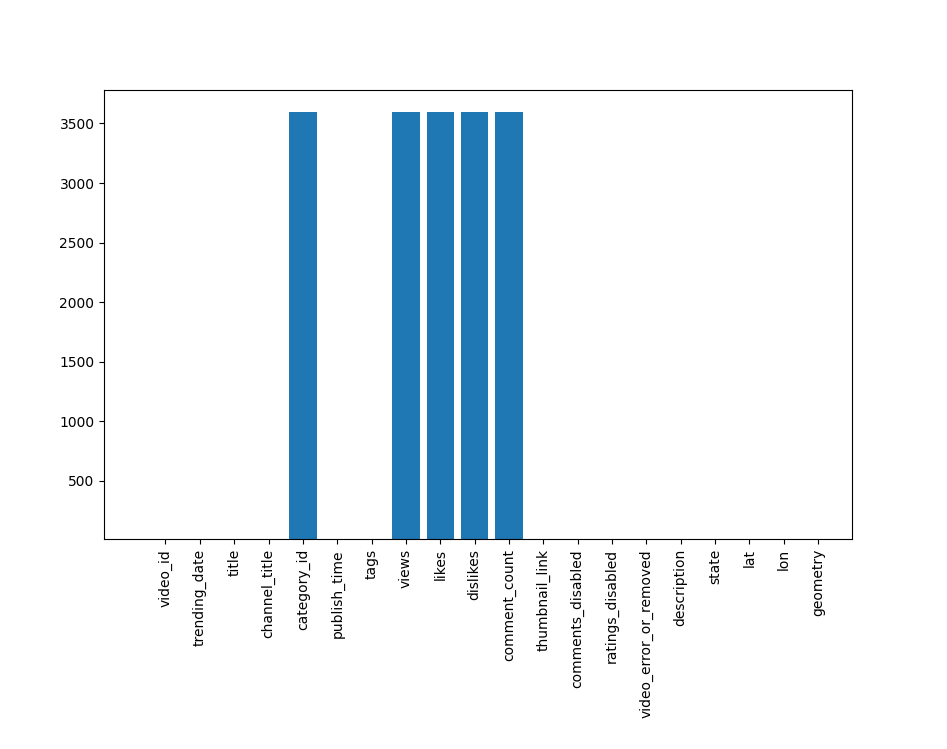 3500
3000
2500
2000
1500
1000
500
video_id
trending_date
title
channel_title
category_id
publish_time
tags
views
likes
dislikes
comment_count
thumbnail_link
comments_disabled
ratings_disabled
video_error_or_removed
description
state
lat
lon
geometry